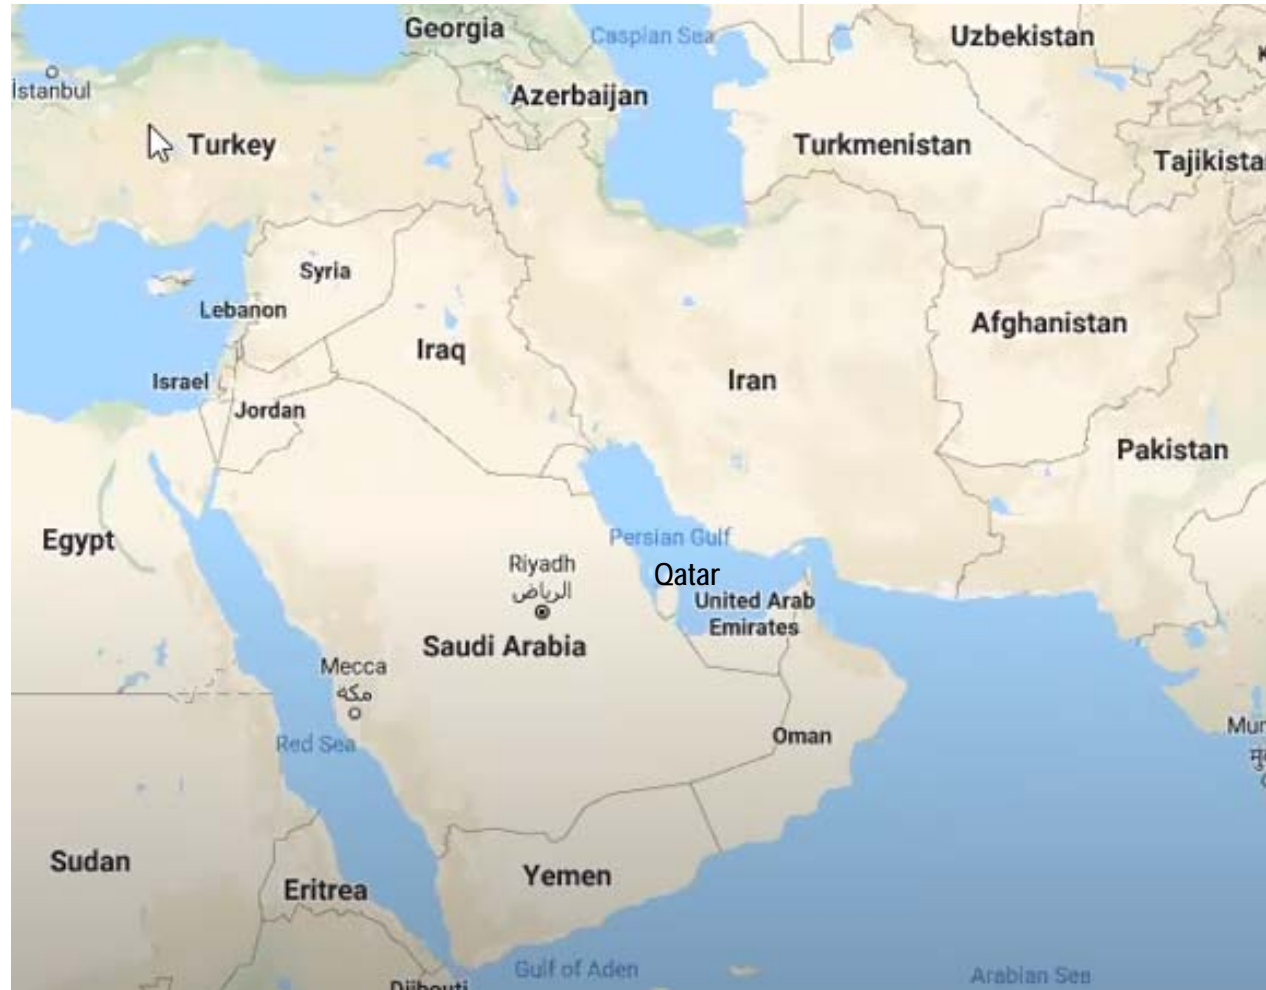 Georgia
Caspian Sea
Uzbekistan
K
İstanbul
Azerbaijan
Turkey
Turkmenistan
Tajikista
Syria
Lebanon
Afghanistan
Iraq
Israel
Iran
Jordan
Pakistan
Egypt
Persian Gulf
Riyadh
الرياض
Qatar
United Arab
Emirates
Saudi Arabia
Mecca
مكة
Red Sea
Oman
Mur
Sudan
Eritrea
Yemen
Gulf of Aden
Arabian Sea
Djibouti